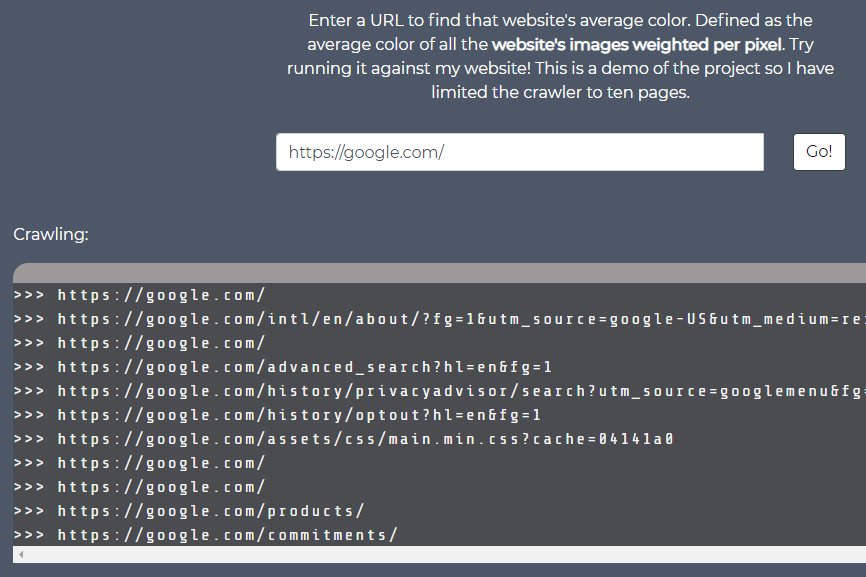 Enter a URL to find that website's average color. Defined as the
average color of all the website's images weighted per pixel. Try
running it against my website! This is a demo of the project so I have
limited the crawler to ten pages.
https://google.com/
Go!
Crawling:
>>> https://google.com/
>>> https://google.com/intl/en/about/?fg=1&utm_source=google-US&utm_medium=re
>>> https://google.com/
>>> https://google.com/advanced_search?hl=en&fg=1
>>> https://google.com/history/privacyadvisor/search?utm_source=googlemenu&fg=
>>> https://google.com/history/optout?hl=en&fg=1
>>> https://google.com/assets/css/main.min.css?cache=04141a0
>>> https://google.com/
>>> https://google.com/
>>> https://google.com/products/
>>> https://google.com/commitments/